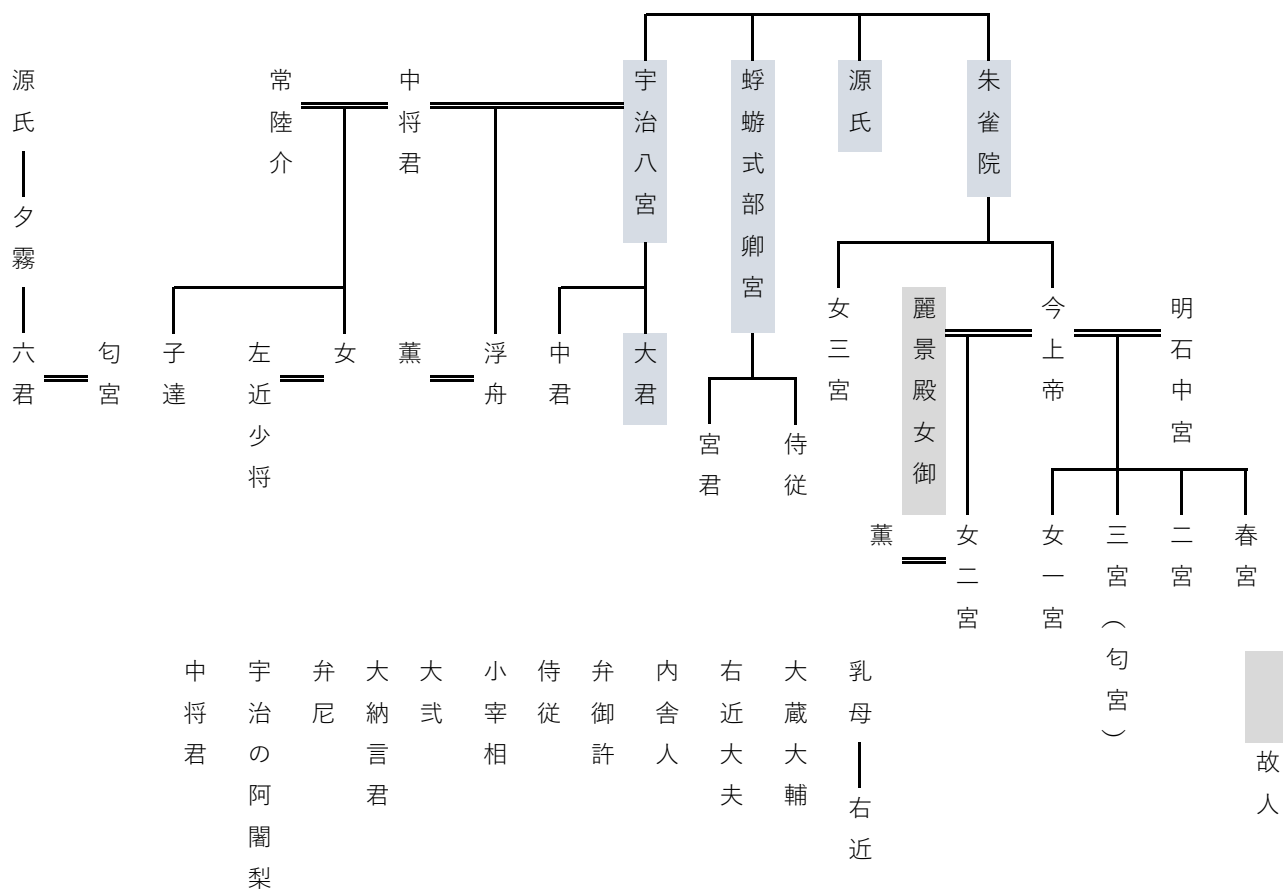 朱雀院
源氏
蜉蝣式部卿宮
宇治八宮
中将君
常陸介
源氏
夕霧
明石中宮
今上帝
麗景殿女御
女三宮
大君
中君
浮舟
薫
女
左近少将
子達
匂宮
六君
侍従
宮君
春宮
二宮
三宮（匂宮）
女一宮
女二宮
薫
故人
乳母
右近
大蔵大輔
右近大夫
内舎人
弁御許
侍従
小宰相
大弐
大納言君
弁尼
宇治の阿闍梨
中将君